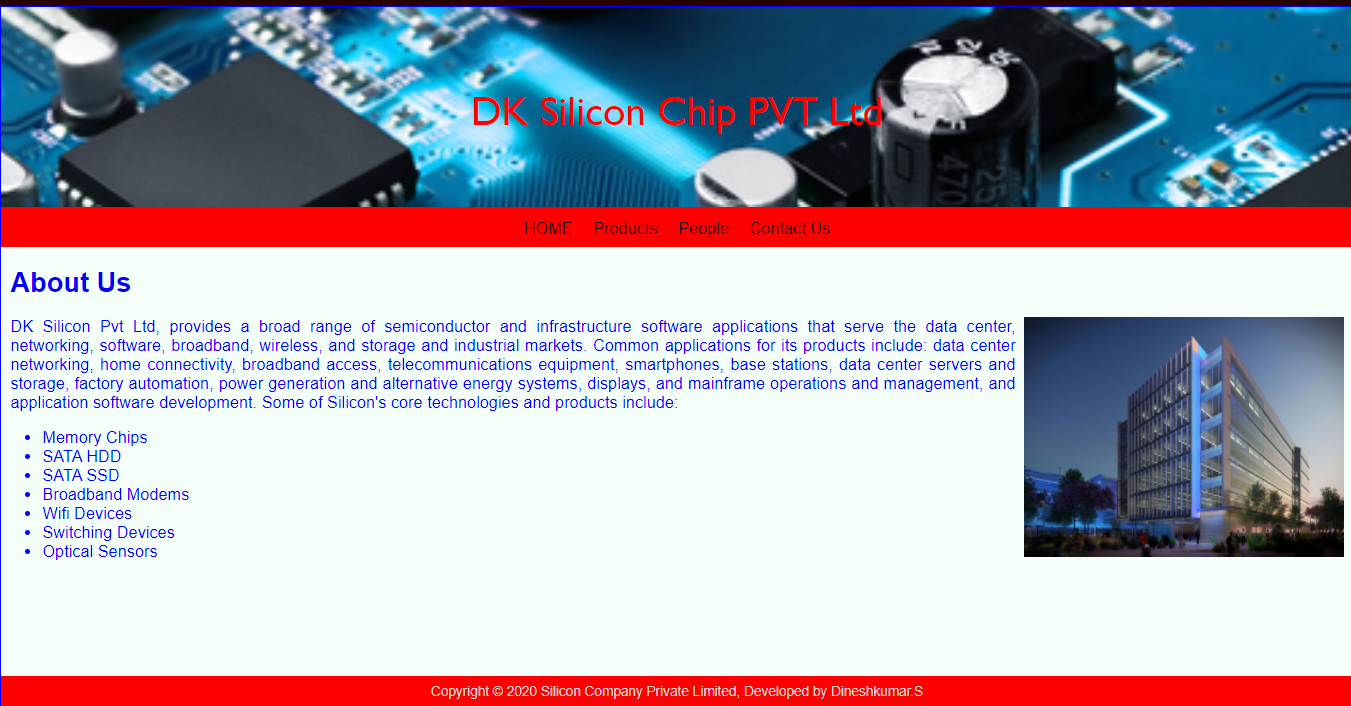 DK Silicon Chip PVT Ltd
HOME Products People Contact Us
About Us
DK Silicon Pvt Ltd, provides a broad range of semiconductor and infrastructure software applications that serve the data center,
networking, software, broadband, wireless, and storage and industrial markets. Common applications for its products include: data center
networking, home connectivity, broadband access, telecommunications equipment, smartphones, base stations, data center servers and
storage, factory automation, power generation and alternative energy systems, displays, and mainframe operations and management, and
application software development. Some of Silicon's core technologies and products include:
• Memory Chips
• SATA HDD
• SATA SSD
• Broadband Modems
• Wifi Devices
• Switching Devices
• Optical Sensors
Copyright © 2020 Silicon Company Private Limited, Developed by Dineshkumar.S